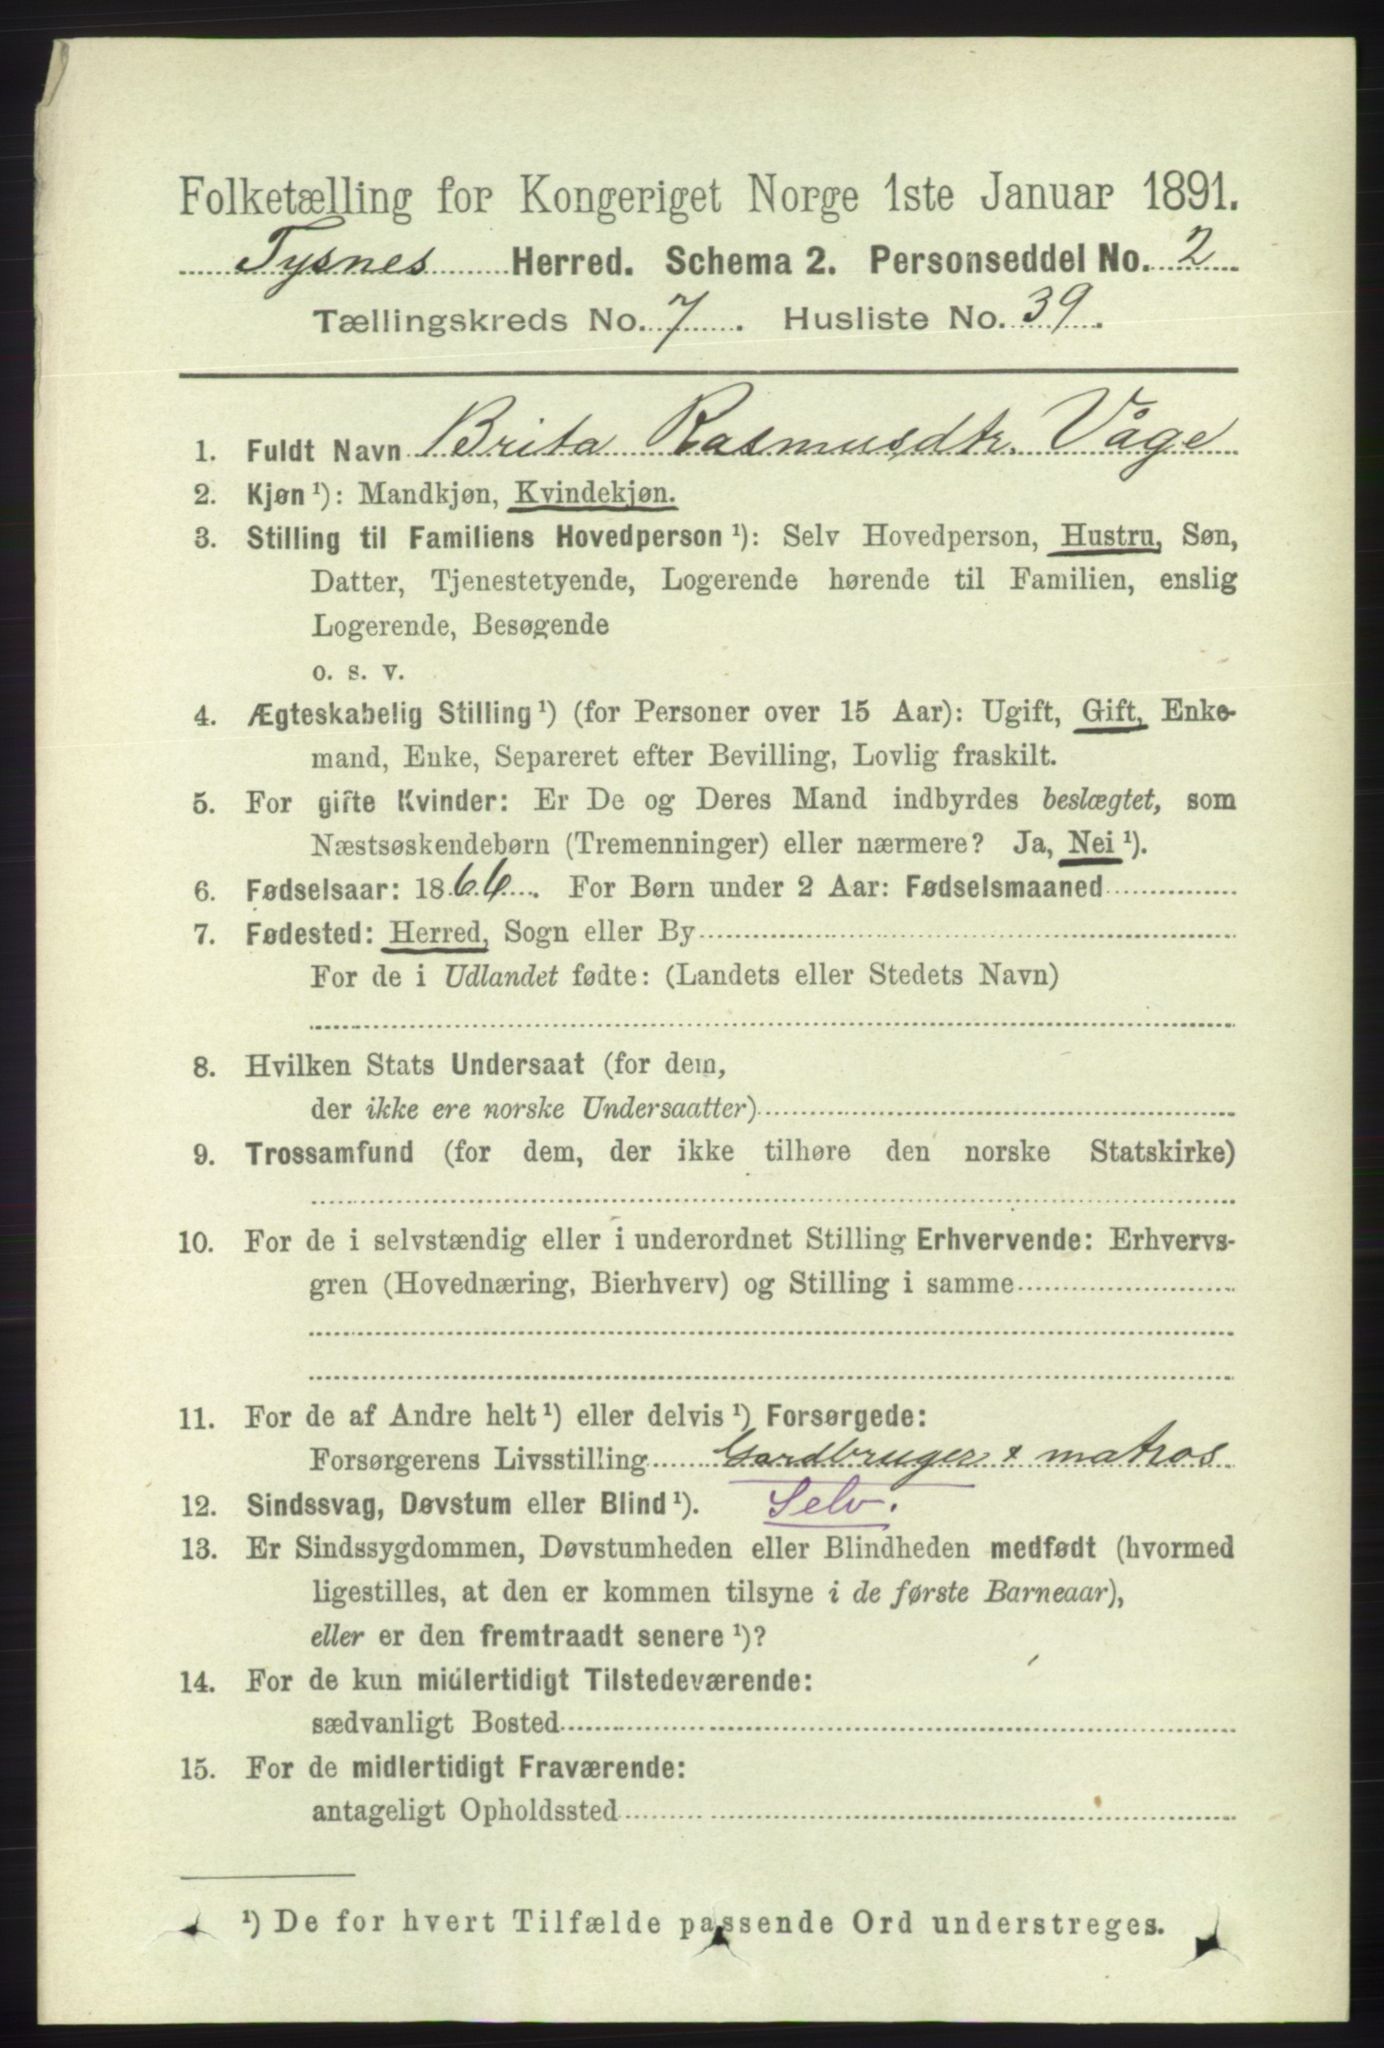 Folketælling for Kongeriget Norge 1ste Januar 1891.
Tysnes Herred. Schema 2. Personseddel No. 2
Tællingskreds No. 7. Husliste No. 39.
1. Fuldt Navn Brita Rasmusdtr. Våge
2. Kjøn ¹): Mandkjøn, Kvindekjøn.
3. Stilling til Familiens Hovedperson ¹): Selv Hovedperson, Hustru, Søn,
Datter, Tjenestetyende, Logerende hørende til Familien, enslig
Logerende, Besøgende
o. s. v.
4. Ægteskabelig Stilling ¹) (for Personer over 15 Aar): Ugift, Gift, Enke-
mand, Enke, Separeret efter Bevilling, Lovlig fraskilt.
5. For gifte Kvinder: Er De og Deres Mand indbyrdes beslægtet, som
Næstsøskendebørn (Tremenninger) eller nærmere? Ja, Nei ¹).
6. Fødselsaar: 1866. For Børn under 2 Aar: Fødselsmaaned
7. Fødested: Herred, Sogn eller By
For de i Udlandet fødte: (Landets eller Stedets Navn)
8. Hvilken Stats Undersaat (for dem,
der ikke ere norske Undersaatter)
9. Trossamfund (for dem, der ikke tilhøre den norske Statskirke)
10. For de i selvstændig eller i underordnet Stilling Erhvervende: Erhvervs-
gren (Hovednæring, Bierhverv) og Stilling i samme
11. For de af Andre helt ¹) eller delvis ¹) Forsørgede:
Forsørgerens Livsstilling Gardbruger + matros
12. Sindssvag, Døvstum eller Blind ¹). Selv.
13. Er Sindssygdommen, Døvstumheden eller Blindheden medfødt (hvormed
ligestilles, at den er kommen tilsyne i de første Barneaar),
eller er den fremtraadt senere ¹)?
14. For de kun midlertidigt Tilstedeværende:
sædvanligt Bosted
15. For de midlertidigt Fraværende:
antageligt Opholdssted
¹) De for hvert Tilfælde passende Ord understreges.